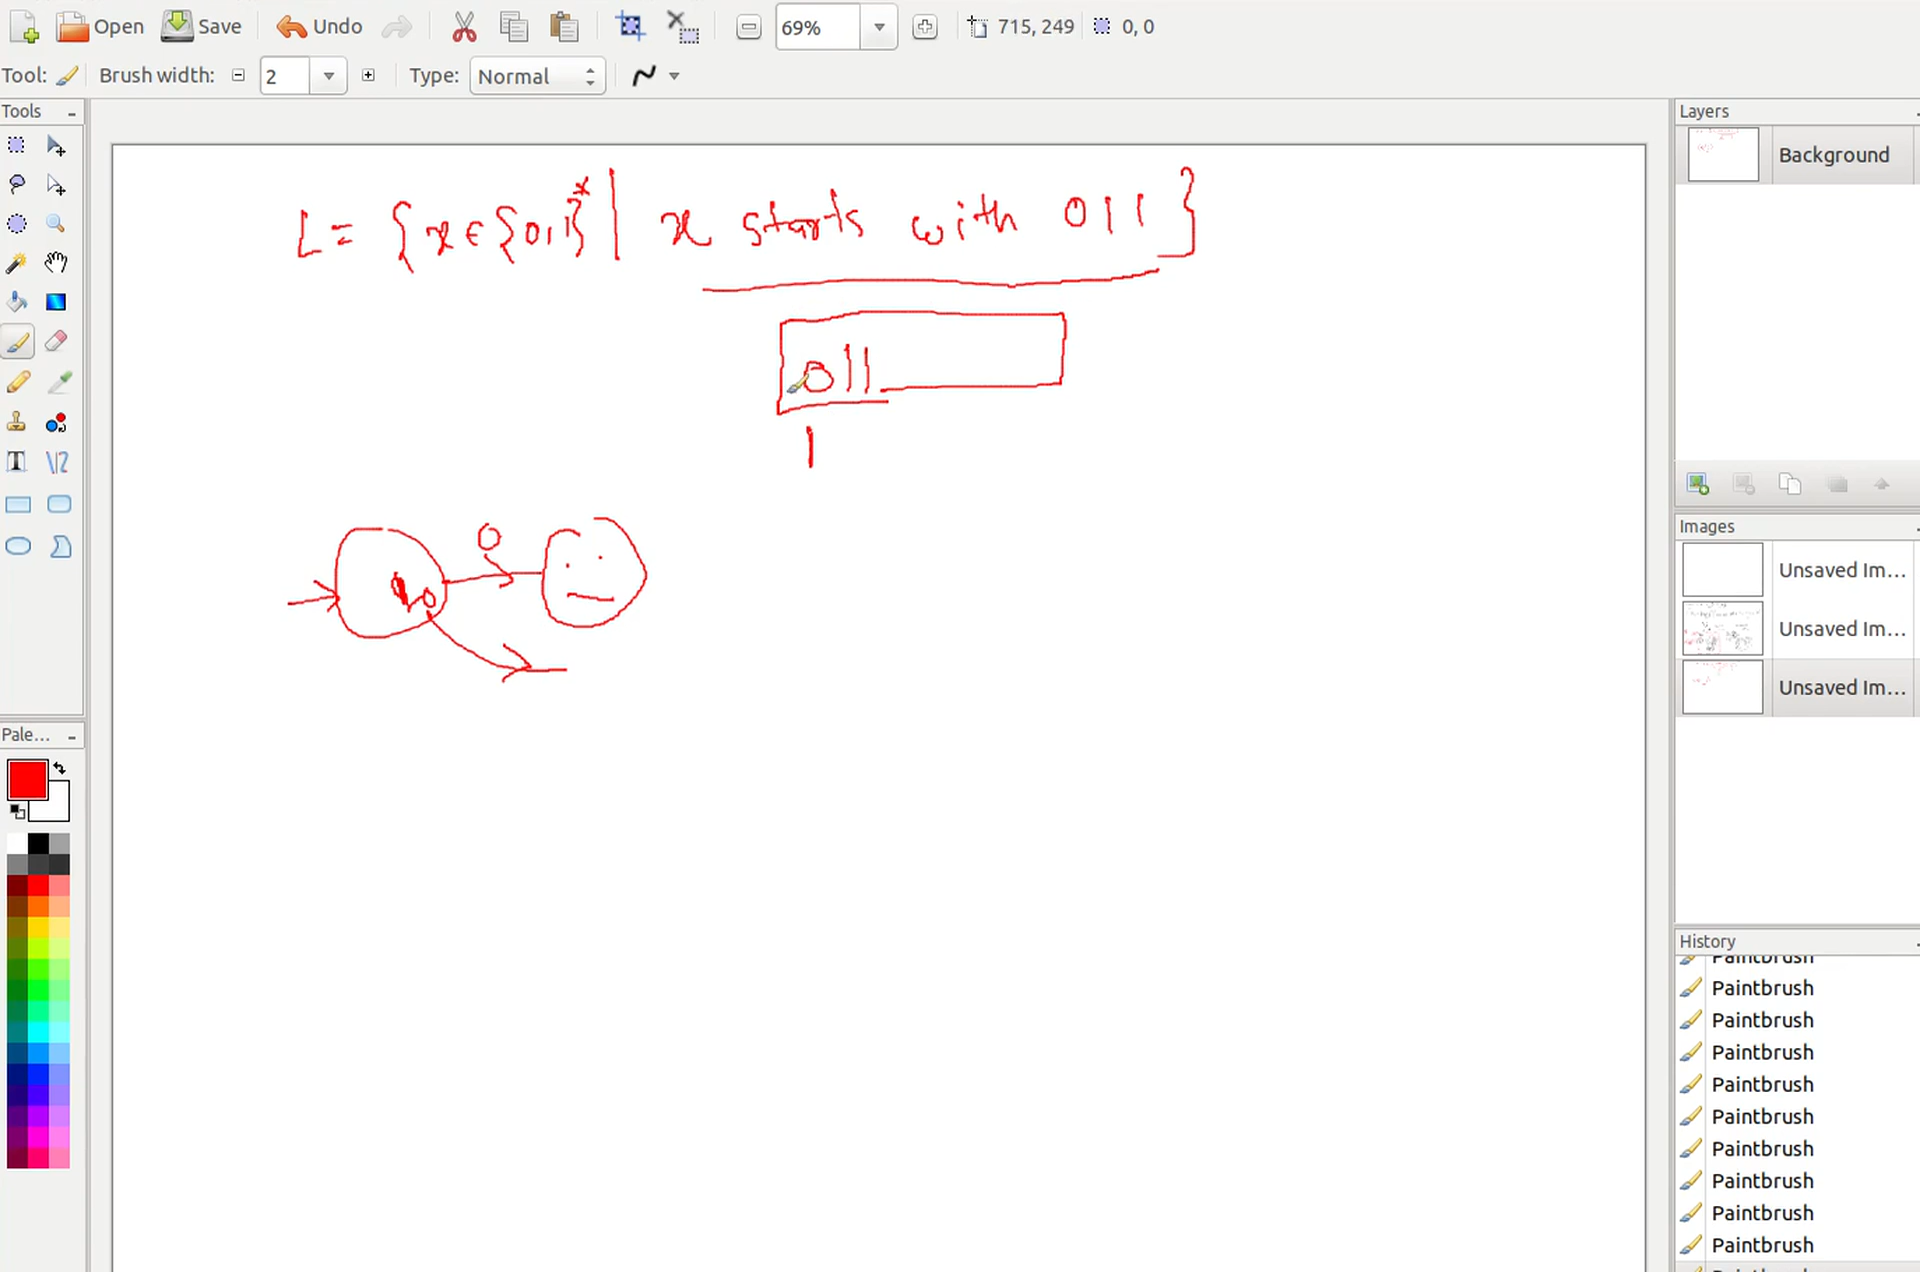 Open Save Undo 69% 715, 249 0, 0
Tool: Brush width: 2 Type: Normal
Tools
Layers
Background
L = {x ∈ {0,1}* | x starts with 011}
011
1
0
q0
Images
Unsaved Im...
Unsaved Im...
Unsaved Im...
Pale...
History
Paintbrush
Paintbrush
Paintbrush
Paintbrush
Paintbrush
Paintbrush
Paintbrush
Paintbrush
Paintbrush
Paintbrush